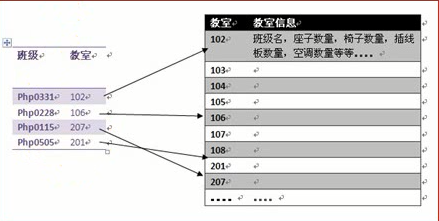 班级 教室
Php0331 102
Php0228 106
Php0115 207
Php0505 201
教室 教室信息
102 班级名，座子数量，椅子数量，插线
板数量，空调数量等等....
103
104
105
106
107
108
201
207
.... ....